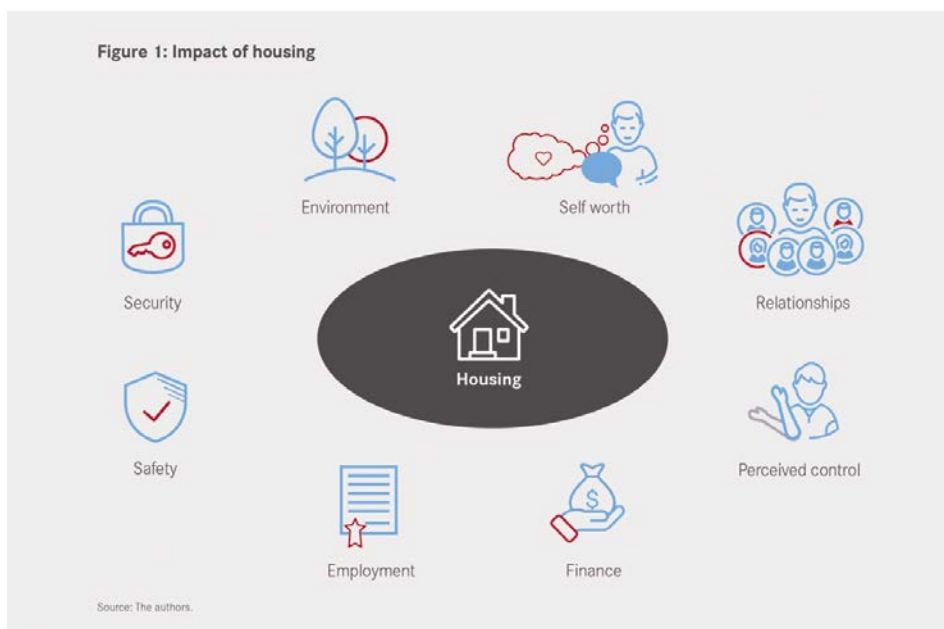 Figure 1: Impact of housing
Environment
Self worth
Security
Relationships
Housing
Safety
Perceived control
$
Employment
Finance
Source: The authors.